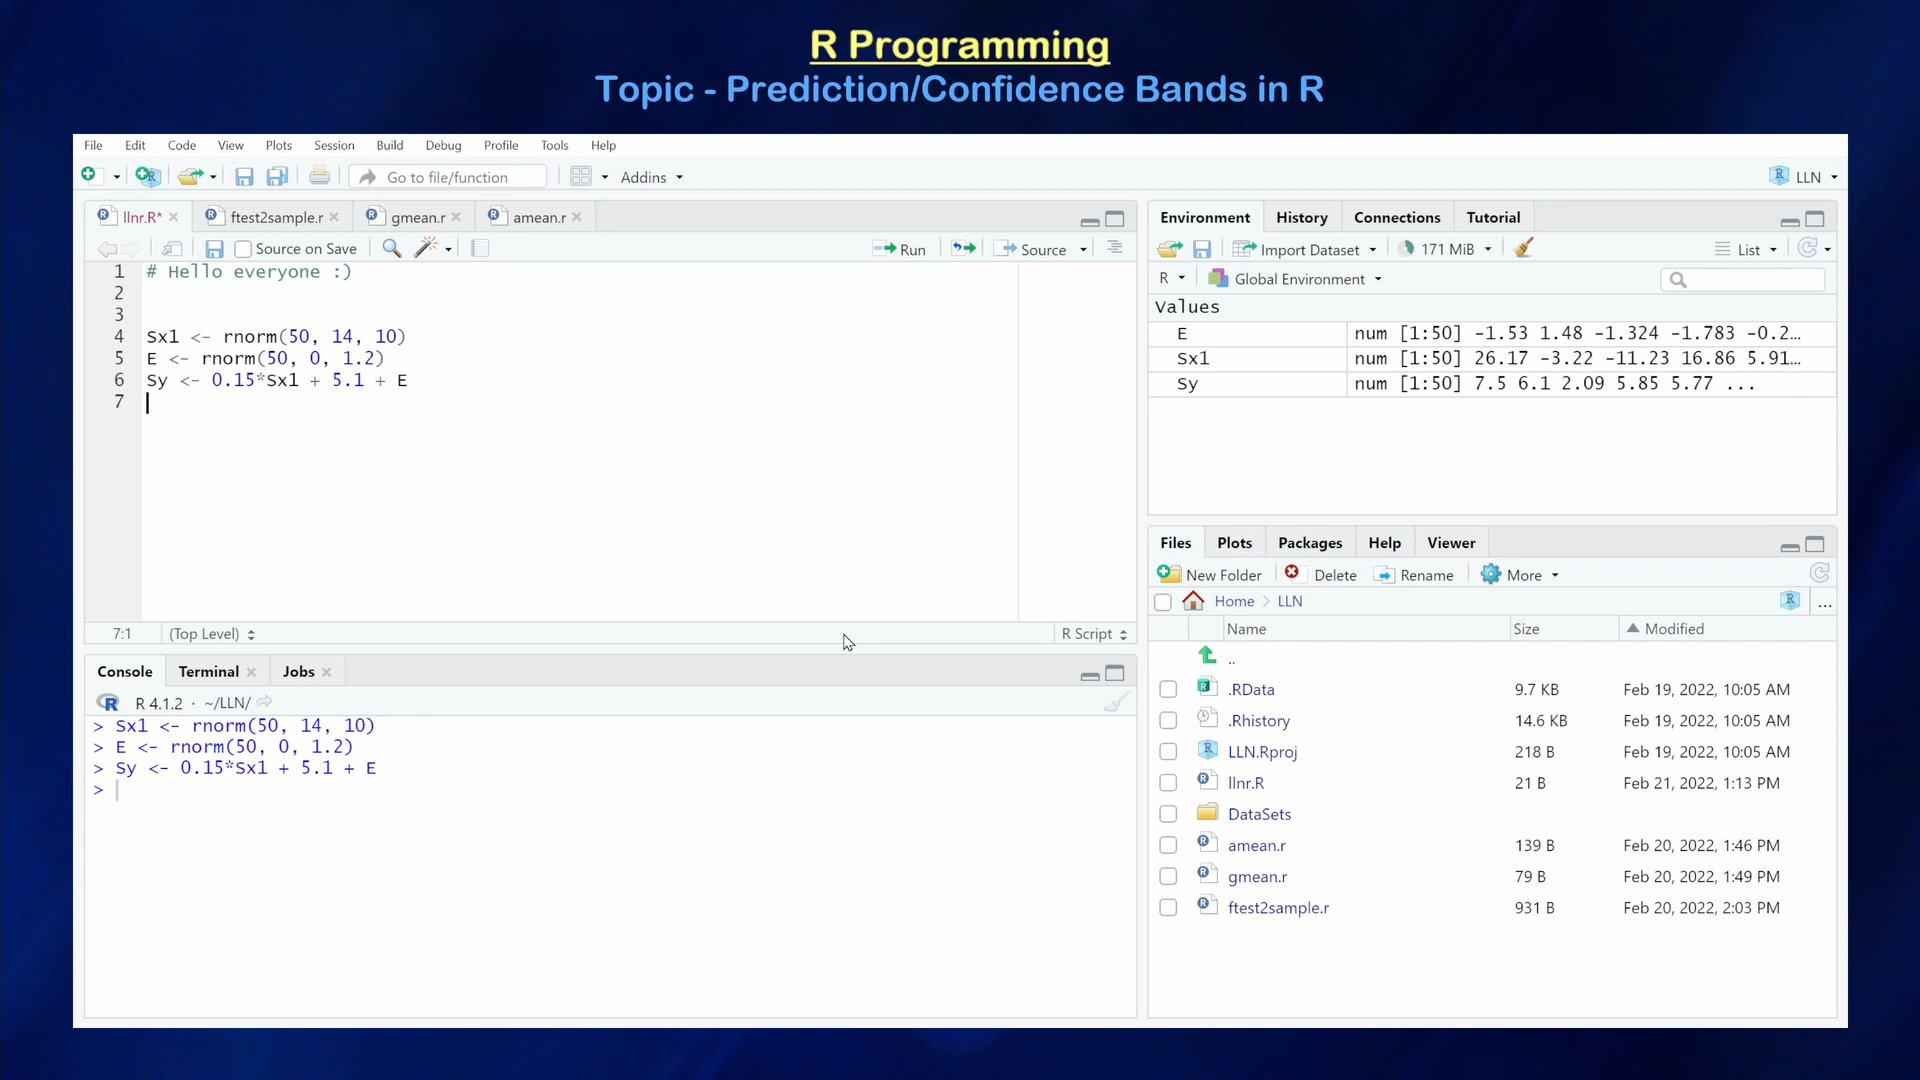 R Programming
Topic - Prediction/Confidence Bands in R
File Edit Code View Plots Session Build Debug Profile Tools Help
Go to file/function Addins LLN
llnr.R* ftest2sample.r gmean.r amean.r
Source on Save Run Source
1 # Hello everyone :)
2
3
4 Sx1 <- rnorm(50, 14, 10)
5 E <- rnorm(50, 0, 1.2)
6 Sy <- 0.15*Sx1 + 5.1 + E
7
7:1 (Top Level) R Script
Console Terminal Jobs
R 4.1.2 · ~/LLN/
> Sx1 <- rnorm(50, 14, 10)
> E <- rnorm(50, 0, 1.2)
> Sy <- 0.15*Sx1 + 5.1 + E
>
Environment History Connections Tutorial
Import Dataset 171 MiB List
R Global Environment
Values
E num [1:50] -1.53 1.48 -1.324 -1.783 -0.2...
Sx1 num [1:50] 26.17 -3.22 -11.23 16.86 5.91...
Sy num [1:50] 7.5 6.1 2.09 5.85 5.77 ...
Files Plots Packages Help Viewer
New Folder Delete Rename More
Home > LLN ...
Name Size Modified
..
.RData 9.7 KB Feb 19, 2022, 10:05 AM
.Rhistory 14.6 KB Feb 19, 2022, 10:05 AM
LLN.Rproj 218 B Feb 19, 2022, 10:05 AM
llnr.R 21 B Feb 21, 2022, 1:13 PM
DataSets
amean.r 139 B Feb 20, 2022, 1:46 PM
gmean.r 79 B Feb 20, 2022, 1:49 PM
ftest2sample.r 931 B Feb 20, 2022, 2:03 PM